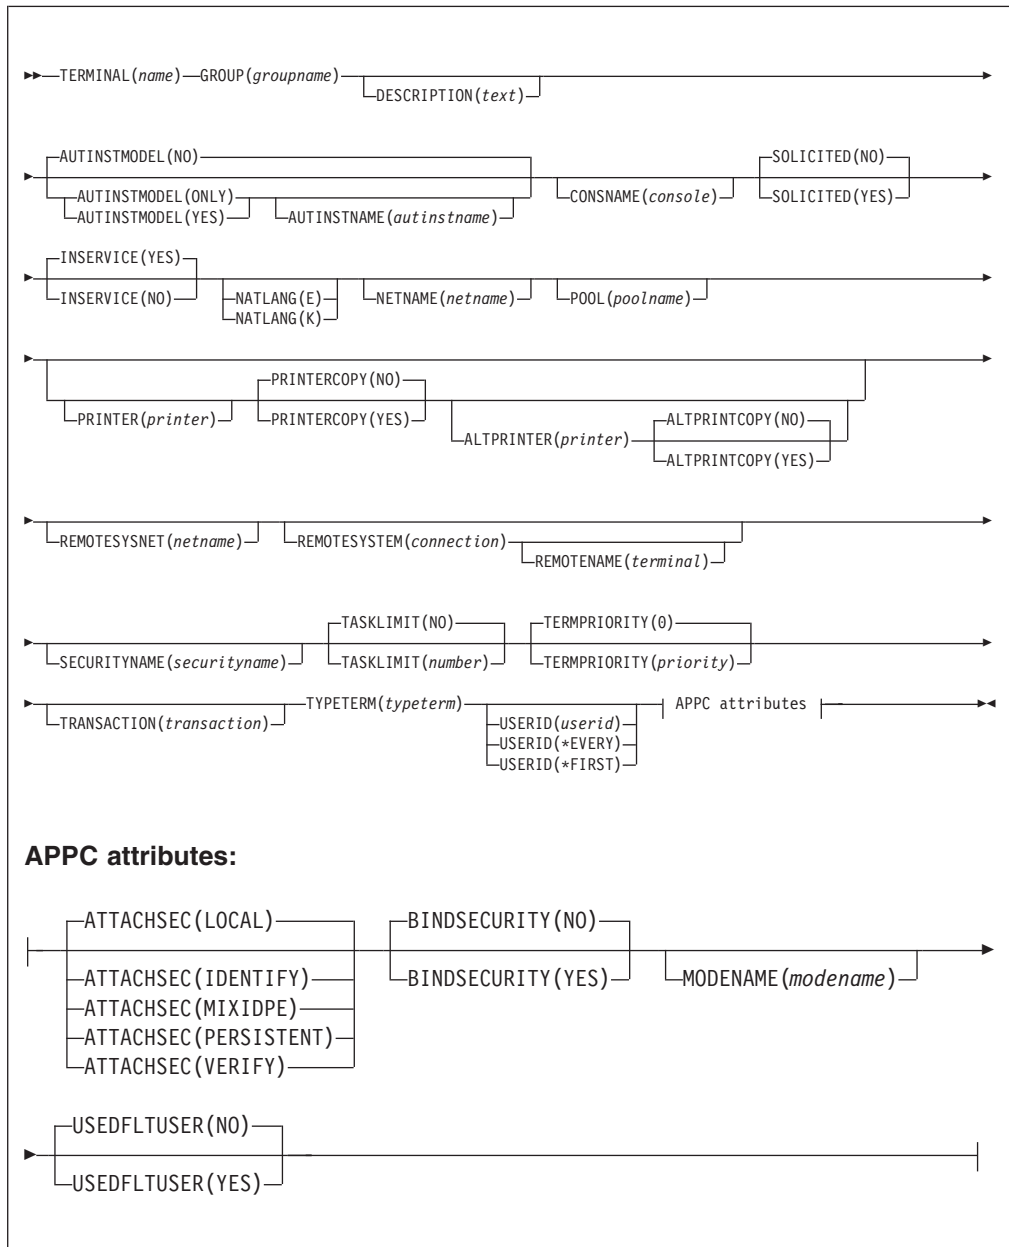 TERMINAL(name) GROUP(groupname)
DESCRIPTION(text)
AUTINSTMODEL(NO) SOLICITED(NO)
AUTINSTMODEL(ONLY) CONSNAME(console) SOLICITED(YES)
AUTINSTMODEL(YES) AUTINSTNAME(autinstname)
INSERVICE(YES)
INSERVICE(NO) NATLANG(E) NETNAME(netname) POOL(poolname)
NATLANG(K)
PRINTERCOPY(NO)
PRINTER(printer) PRINTERCOPY(YES) ALTPRINTCOPY(NO)
ALTPRINTER(printer)
ALTPRINTCOPY(YES)
REMOTESYSNET(netname) REMOTESYSTEM(connection)
REMOTENAME(terminal)
TASKLIMIT(NO) TERMPRIORITY(0)
SECURITYNAME(securityname) TASKLIMIT(number) TERMPRIORITY(priority)
TYPETERM(typeterm) APPC attributes
TRANSACTION(transaction) USERID(userid)
USERID(*EVERY)
USERID(*FIRST)
APPC attributes:
ATTACHSEC(LOCAL) BINDSECURITY(NO)
ATTACHSEC(IDENTIFY) BINDSECURITY(YES) MODENAME(modename)
ATTACHSEC(MIXIDPE)
ATTACHSEC(PERSISTENT)
ATTACHSEC(VERIFY)
USEDFLTUSER(NO)
USEDFLTUSER(YES)